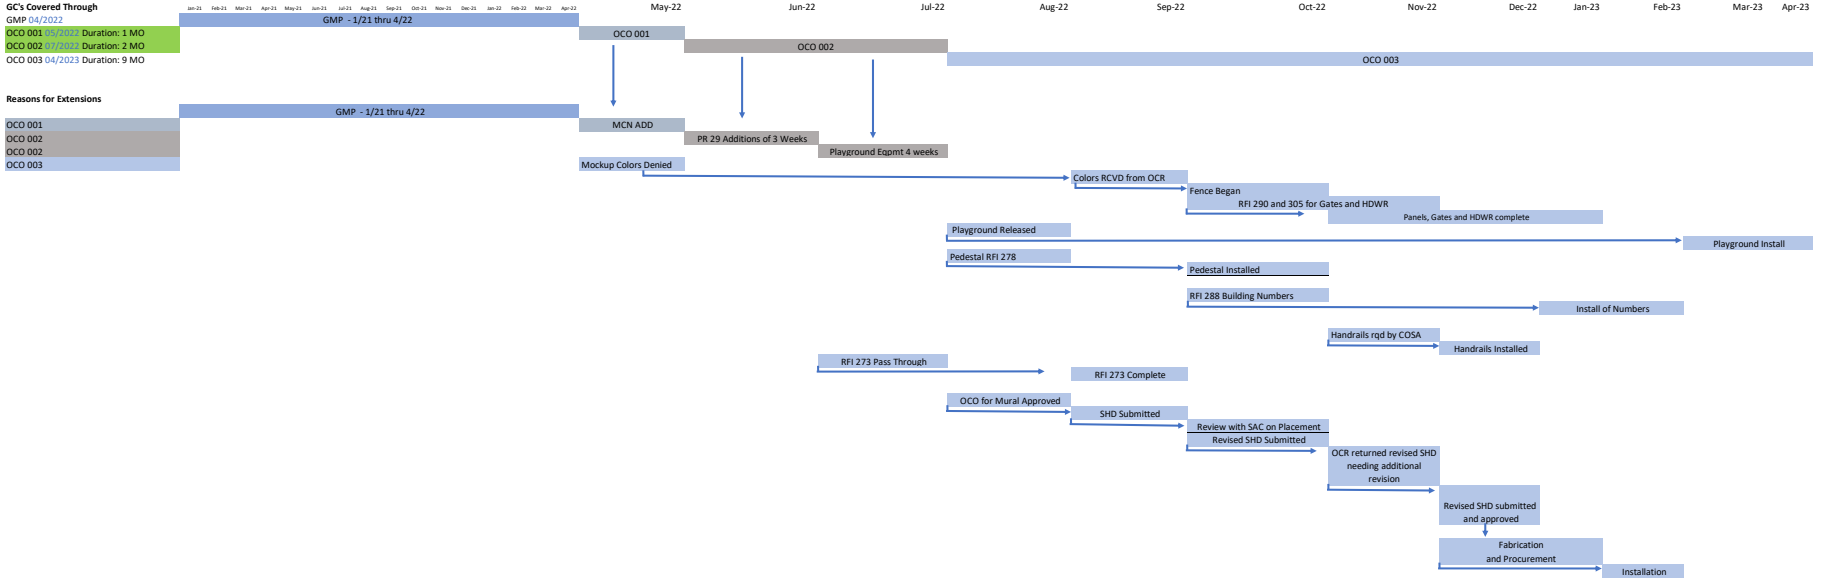 GC's Covered Through
Jan-21 Feb-21 Mar-21 Apr-21 May-21 Jun-21 Jul-21 Aug-21 Sep-21 Oct-21 Nov-21 Dec-21 Jan-22 Feb-22 Mar-22 Apr-22 May-22 Jun-22 Jul-22 Aug-22 Sep-22 Oct-22 Nov-22 Dec-22 Jan-23 Feb-23 Mar-23 Apr-23
GMP 04/2022
GMP - 1/21 thru 4/22
OCO 001 05/2022 Duration: 1 MO
OCO 001
OCO 002 07/2022 Duration: 2 MO
OCO 002
OCO 003 04/2023 Duration: 9 MO
OCO 003
Reasons for Extensions
GMP - 1/21 thru 4/22
OCO 001
MCN ADD
OCO 002
PR 29 Additions of 3 Weeks
OCO 002
Playground Eqpmt 4 weeks
OCO 003
Mockup Colors Denied
Colors RCVD from OCR
Fence Began
RFI 290 and 305 for Gates and HDWR
Panels, Gates and HDWR complete
Playground Released
Playground Install
Pedestal RFI 278
Pedestal Installed
RFI 288 Building Numbers
Install of Numbers
Handrails rqd by COSA
Handrails Installed
RFI 273 Pass Through
RFI 273 Complete
OCO for Mural Approved
SHD Submitted
Review with SAC on Placement
Revised SHD Submitted
OCR returned revised SHD
needing additional
revision
Revised SHD submitted
and approved
Fabrication
and Procurement
Installation